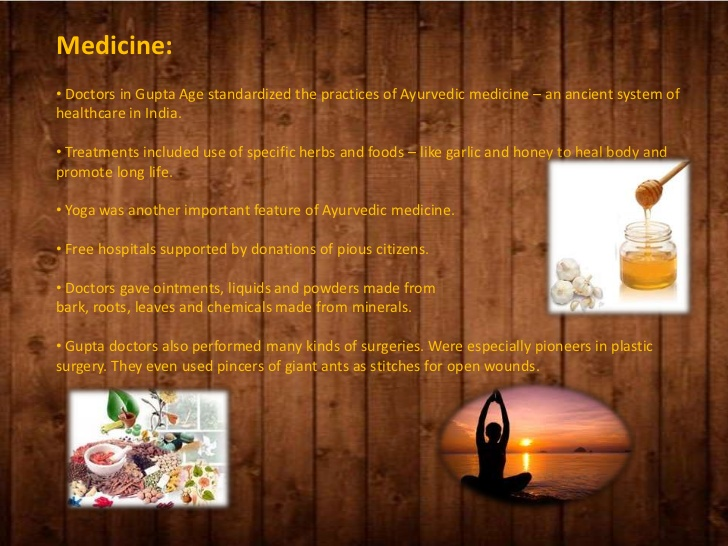 Medicine:
• Doctors in Gupta Age standardized the practices of Ayurvedic medicine – an ancient system of
healthcare in India.
• Treatments included use of specific herbs and foods – like garlic and honey to heal body and
promote long life.
• Yoga was another important feature of Ayurvedic medicine.
• Free hospitals supported by donations of pious citizens.
• Doctors gave ointments, liquids and powders made from
bark, roots, leaves and chemicals made from minerals.
• Gupta doctors also performed many kinds of surgeries. Were especially pioneers in plastic
surgery. They even used pincers of giant ants as stitches for open wounds.